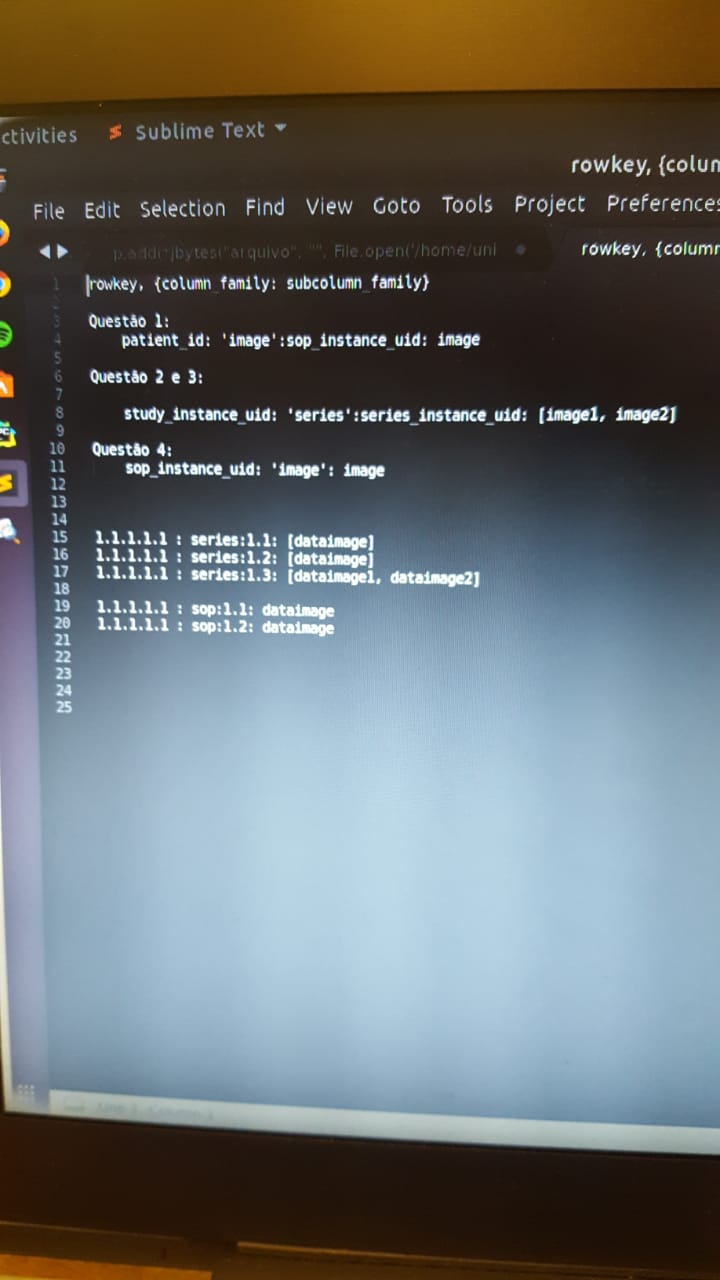 ctivities Sublime Text
rowkey, {colum
File Edit Selection Find View Goto Tools Project Preferences
p.add("jbytes("arquivo", "", File.open('/home/uni
rowkey, {column
1 rowkey, {column_family: subcolumn_family}
2
3 Questão 1:
4 patient_id: 'image':sop_instance_uid: image
5
6 Questão 2 e 3:
7
8 study_instance_uid: 'series':series_instance_uid: [image1, image2]
9
10 Questão 4:
11 sop_instance_uid: 'image': image
12
13
14
15 1.1.1.1.1 : series:1.1: [dataimage]
16 1.1.1.1.1 : series:1.2: [dataimage]
17 1.1.1.1.1 : series:1.3: [dataimage1, dataimage2]
18
19 1.1.1.1.1 : sop:1.1: dataimage
20 1.1.1.1.1 : sop:1.2: dataimage
21
22
23
24
25